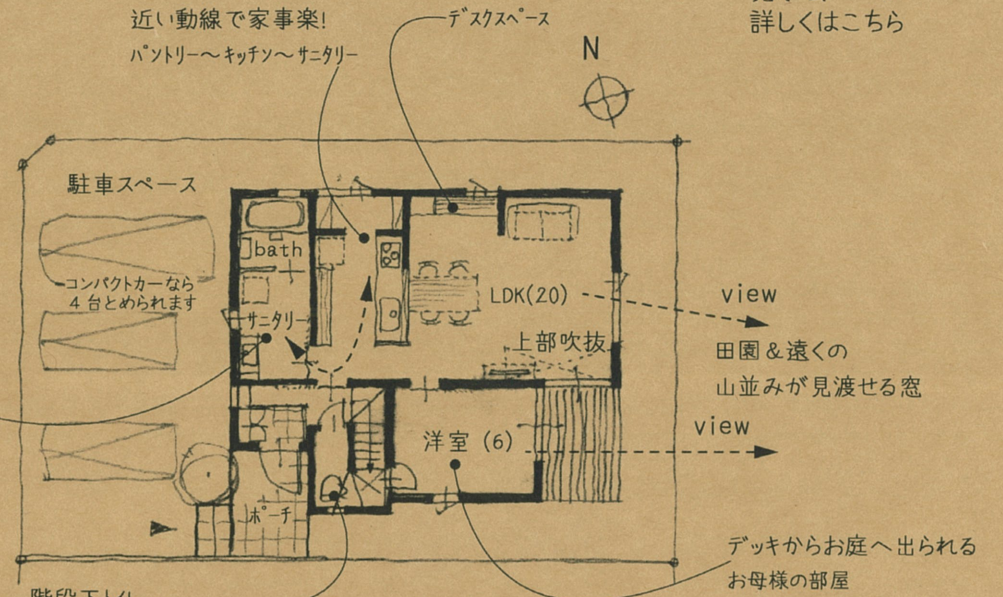 近い動線で家事楽!
パントリー〜キッチン〜サニタリー
デスクスペース
詳しくはこちら
N
駐車スペース
コンパクトカーなら
4台とめられます
bath
サニタリー
LDK(20)
上部吹抜
view
田園&遠くの
山並みが見渡せる窓
view
洋室 (6)
ポーチ
デッキからお庭へ出られる
お母様の部屋